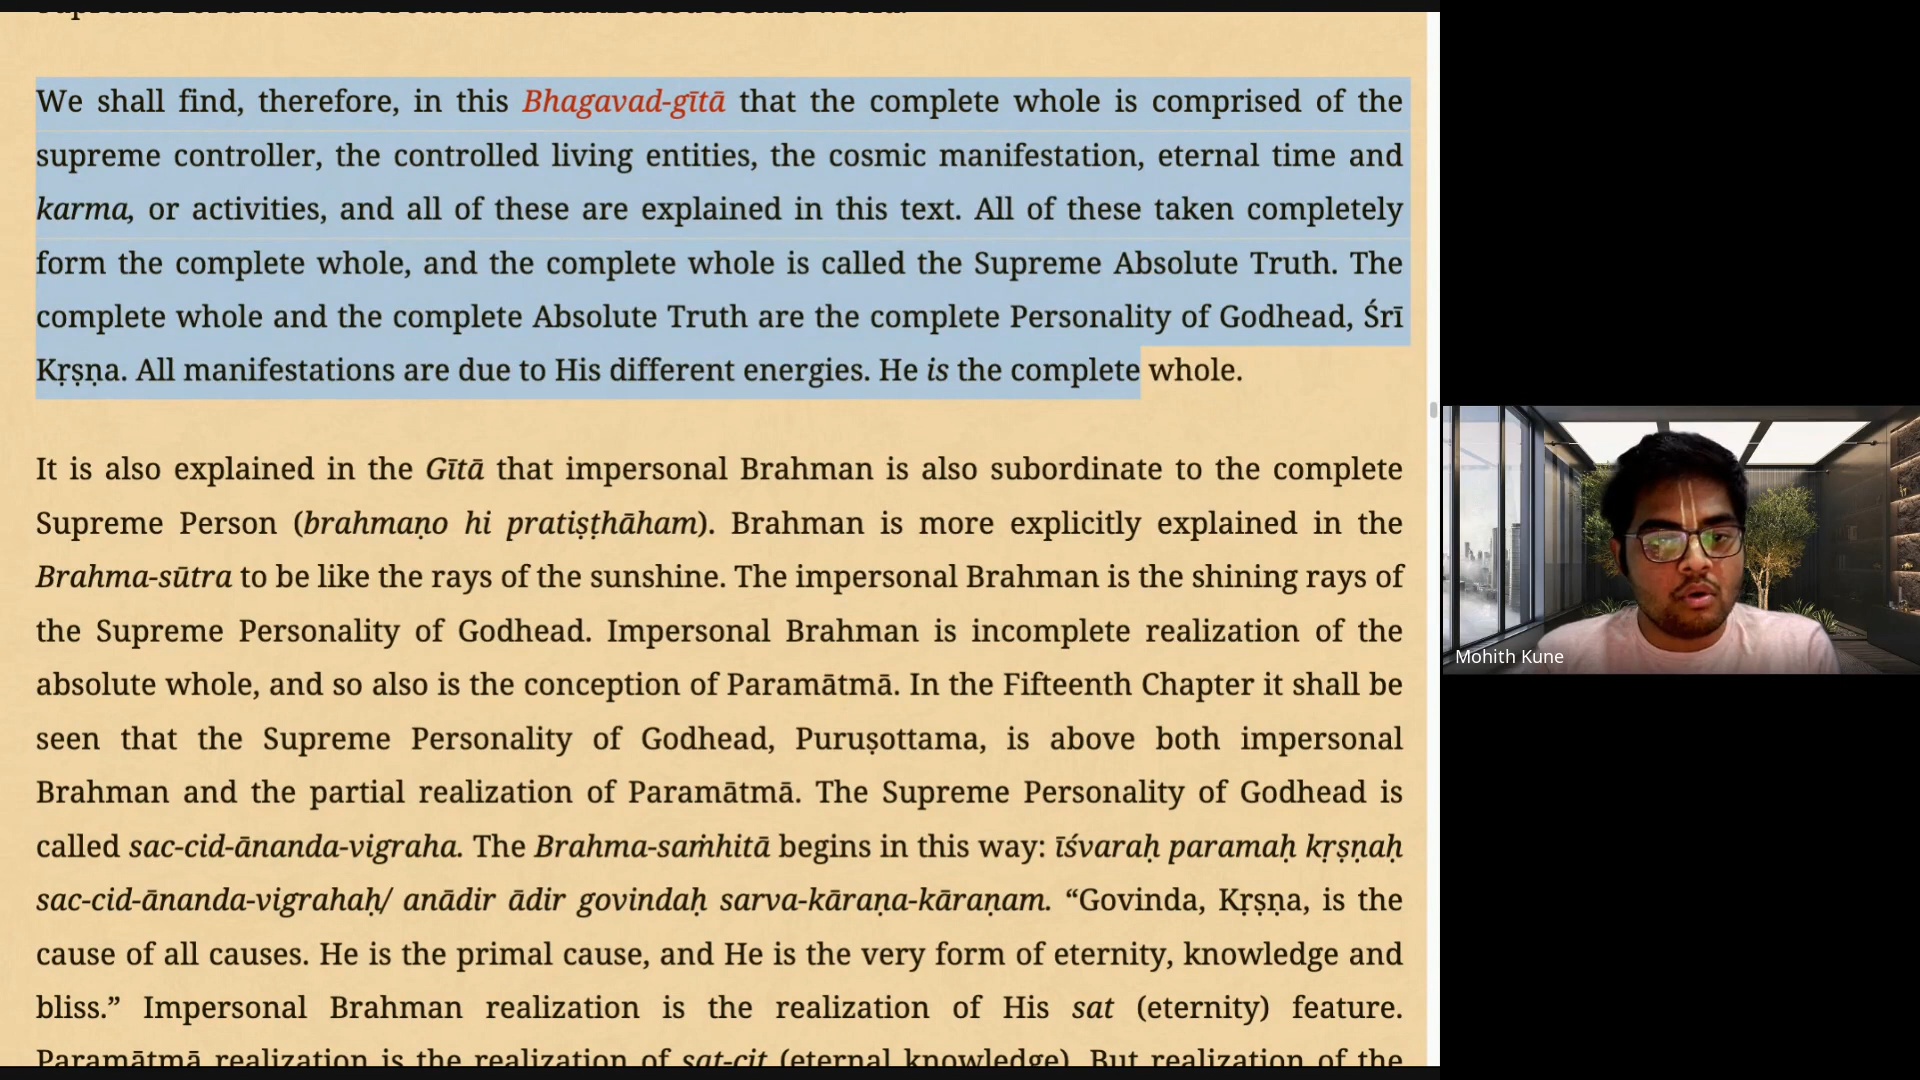 Supreme Lord who has created the manifested cosmic world.
We shall find, therefore, in this Bhagavad-gītā that the complete whole is comprised of the
supreme controller, the controlled living entities, the cosmic manifestation, eternal time and
karma, or activities, and all of these are explained in this text. All of these taken completely
form the complete whole, and the complete whole is called the Supreme Absolute Truth. The
complete whole and the complete Absolute Truth are the complete Personality of Godhead, Śrī
Kṛṣṇa. All manifestations are due to His different energies. He is the complete whole.
It is also explained in the Gītā that impersonal Brahman is also subordinate to the complete
Supreme Person (brahmaṇo hi pratiṣṭhāham). Brahman is more explicitly explained in the
Brahma-sūtra to be like the rays of the sunshine. The impersonal Brahman is the shining rays of
the Supreme Personality of Godhead. Impersonal Brahman is incomplete realization of the
absolute whole, and so also is the conception of Paramātmā. In the Fifteenth Chapter it shall be
seen that the Supreme Personality of Godhead, Puruṣottama, is above both impersonal
Brahman and the partial realization of Paramātmā. The Supreme Personality of Godhead is
called sac-cid-ānanda-vigraha. The Brahma-saṁhitā begins in this way: īśvaraḥ paramaḥ kṛṣṇaḥ
sac-cid-ānanda-vigrahaḥ/ anādir ādir govindaḥ sarva-kāraṇa-kāraṇam. “Govinda, Kṛṣṇa, is the
cause of all causes. He is the primal cause, and He is the very form of eternity, knowledge and
bliss.” Impersonal Brahman realization is the realization of His sat (eternity) feature.
Paramātmā realization is the realization of sat-cit (eternal knowledge). But realization of the
Mohith Kune